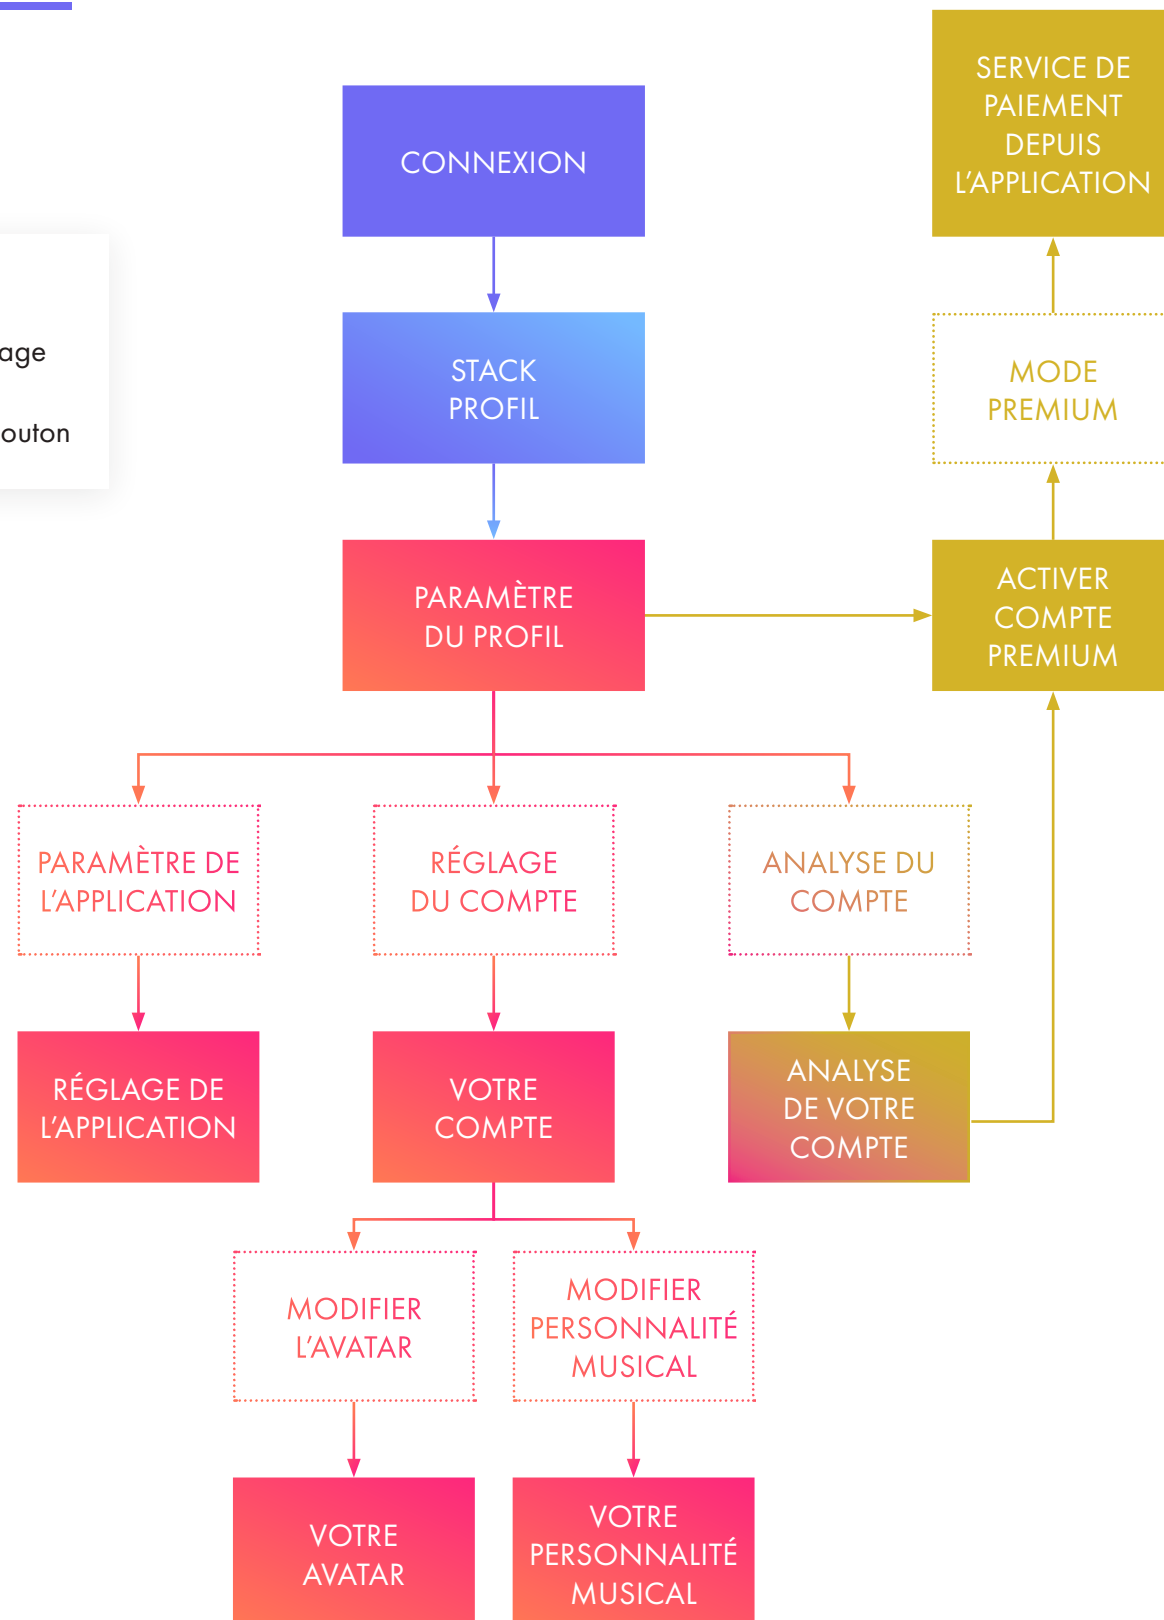 SERVICE DE
PAIEMENT
DEPUIS
L'APPLICATION
CONNEXION
age
outon
STACK
PROFIL
MODE
PREMIUM
PARAMÈTRE
DU PROFIL
ACTIVER
COMPTE
PREMIUM
PARAMÈTRE DE
L'APPLICATION
RÉGLAGE
DU COMPTE
ANALYSE DU
COMPTE
RÉGLAGE DE
L'APPLICATION
VOTRE
COMPTE
ANALYSE
DE VOTRE
COMPTE
MODIFIER
L'AVATAR
MODIFIER
PERSONNALITÉ
MUSICAL
VOTRE
AVATAR
VOTRE
PERSONNALITÉ
MUSICAL